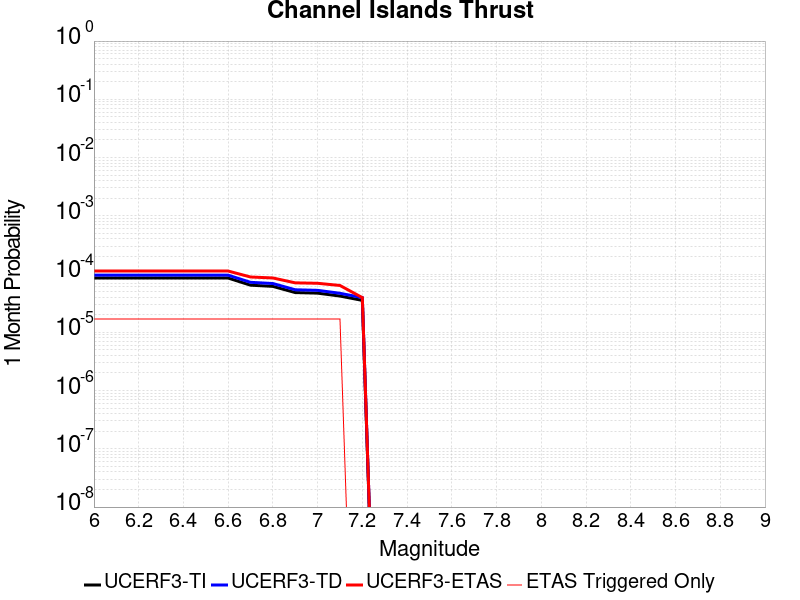 Channel Islands Thrust
1 Month Probability
10^0
10^-1
10^-2
10^-3
10^-4
10^-5
10^-6
10^-7
10^-8
6 6.2 6.4 6.6 6.8 7 7.2 7.4 7.6 7.8 8 8.2 8.4 8.6 8.8 9
Magnitude
UCERF3-TI UCERF3-TD UCERF3-ETAS ETAS Triggered Only